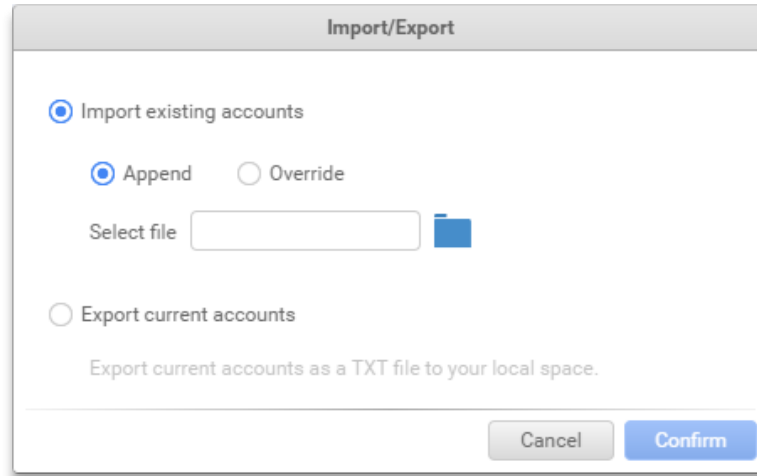 Import/Export
Import existing accounts
Append Override
Select file
Export current accounts
Export current accounts as a TXT file to your local space.
Cancel Confirm